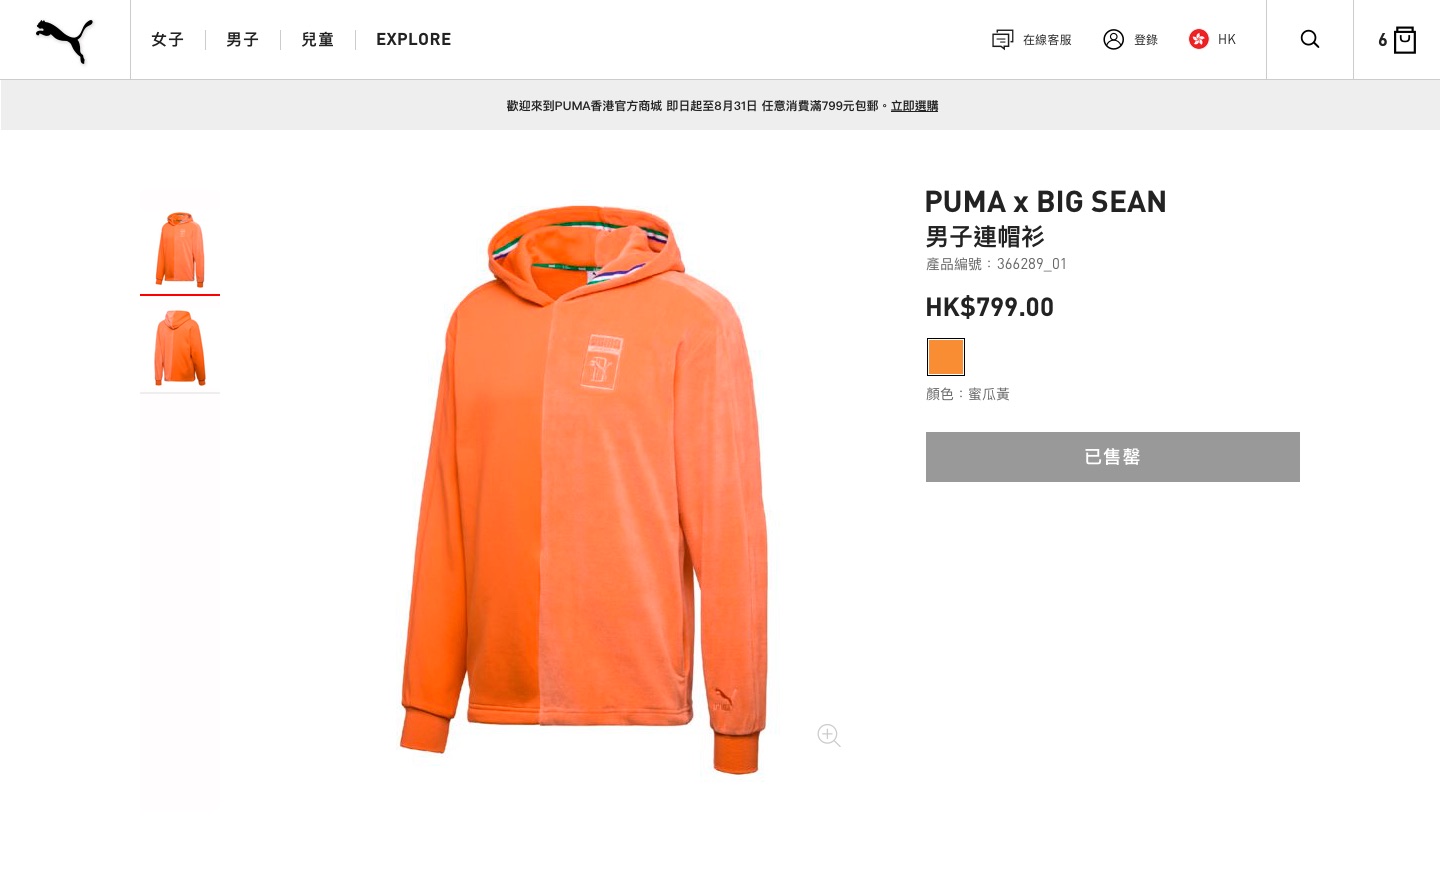 女子
男子
兒童
EXPLORE
在線客服
登錄
HK
6
歡迎來到PUMA香港官方商城 即日起至8月31日 任意消費滿799元包郵。立即選購
PUMA x BIG SEAN
男子連帽衫
產品編號：366289_01
HK$799.00
顏色：蜜瓜黃
已售罄